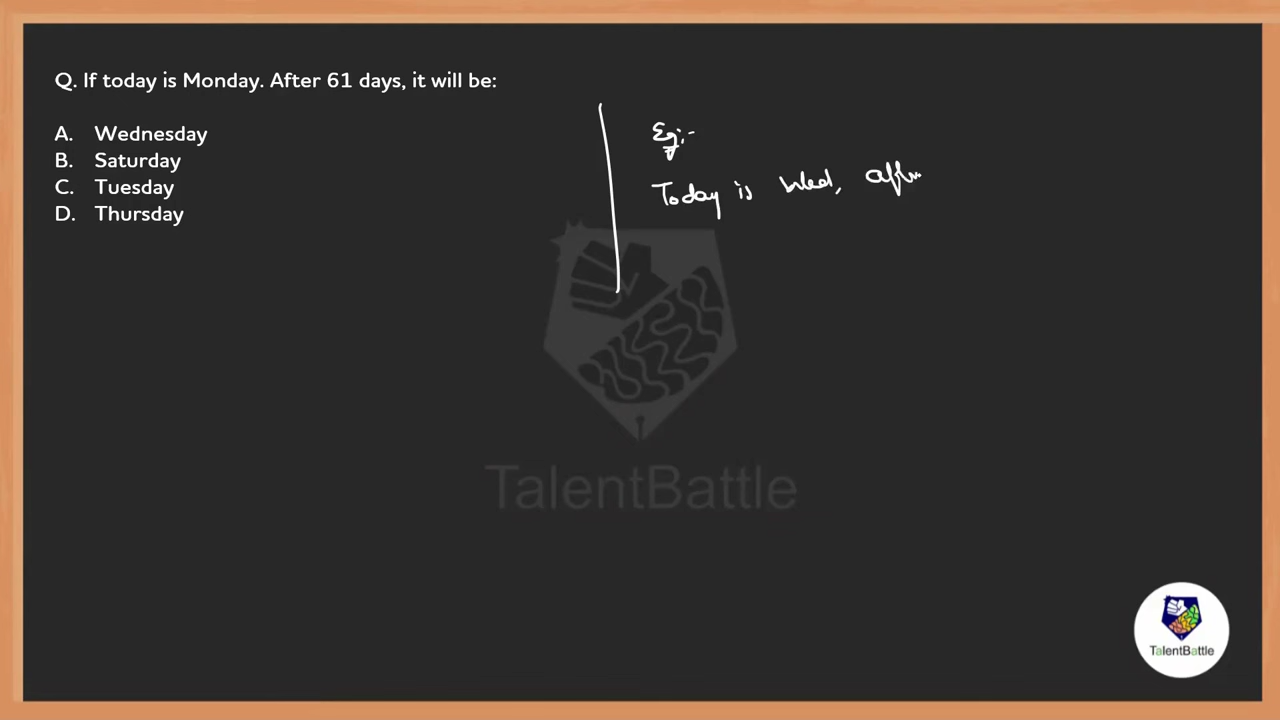 Q. If today is Monday. After 61 days, it will be:
A. Wednesday
B. Saturday
C. Tuesday
D. Thursday
Eg:-
Today is Wed, after
TalentBattle
TalentBattle